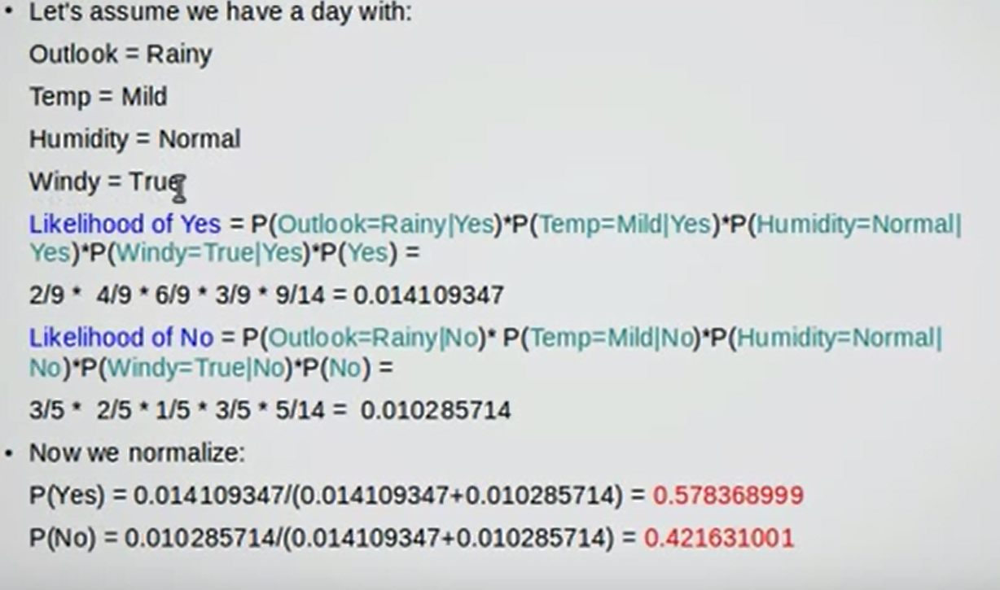 • Let's assume we have a day with:
Outlook = Rainy
Temp = Mild
Humidity = Normal
Windy = True
Likelihood of Yes = P(Outlook=Rainy|Yes)*P(Temp=Mild|Yes)*P(Humidity=Normal|
Yes)*P(Windy=True|Yes)*P(Yes) =
2/9 * 4/9 * 6/9 * 3/9 * 9/14 = 0.014109347
Likelihood of No = P(Outlook=Rainy|No)* P(Temp=Mild|No)*P(Humidity=Normal|
No)*P(Windy=True|No)*P(No) =
3/5 * 2/5 * 1/5 * 3/5 * 5/14 = 0.010285714
• Now we normalize:
P(Yes) = 0.014109347/(0.014109347+0.010285714) = 0.578368999
P(No) = 0.010285714/(0.014109347+0.010285714) = 0.421631001